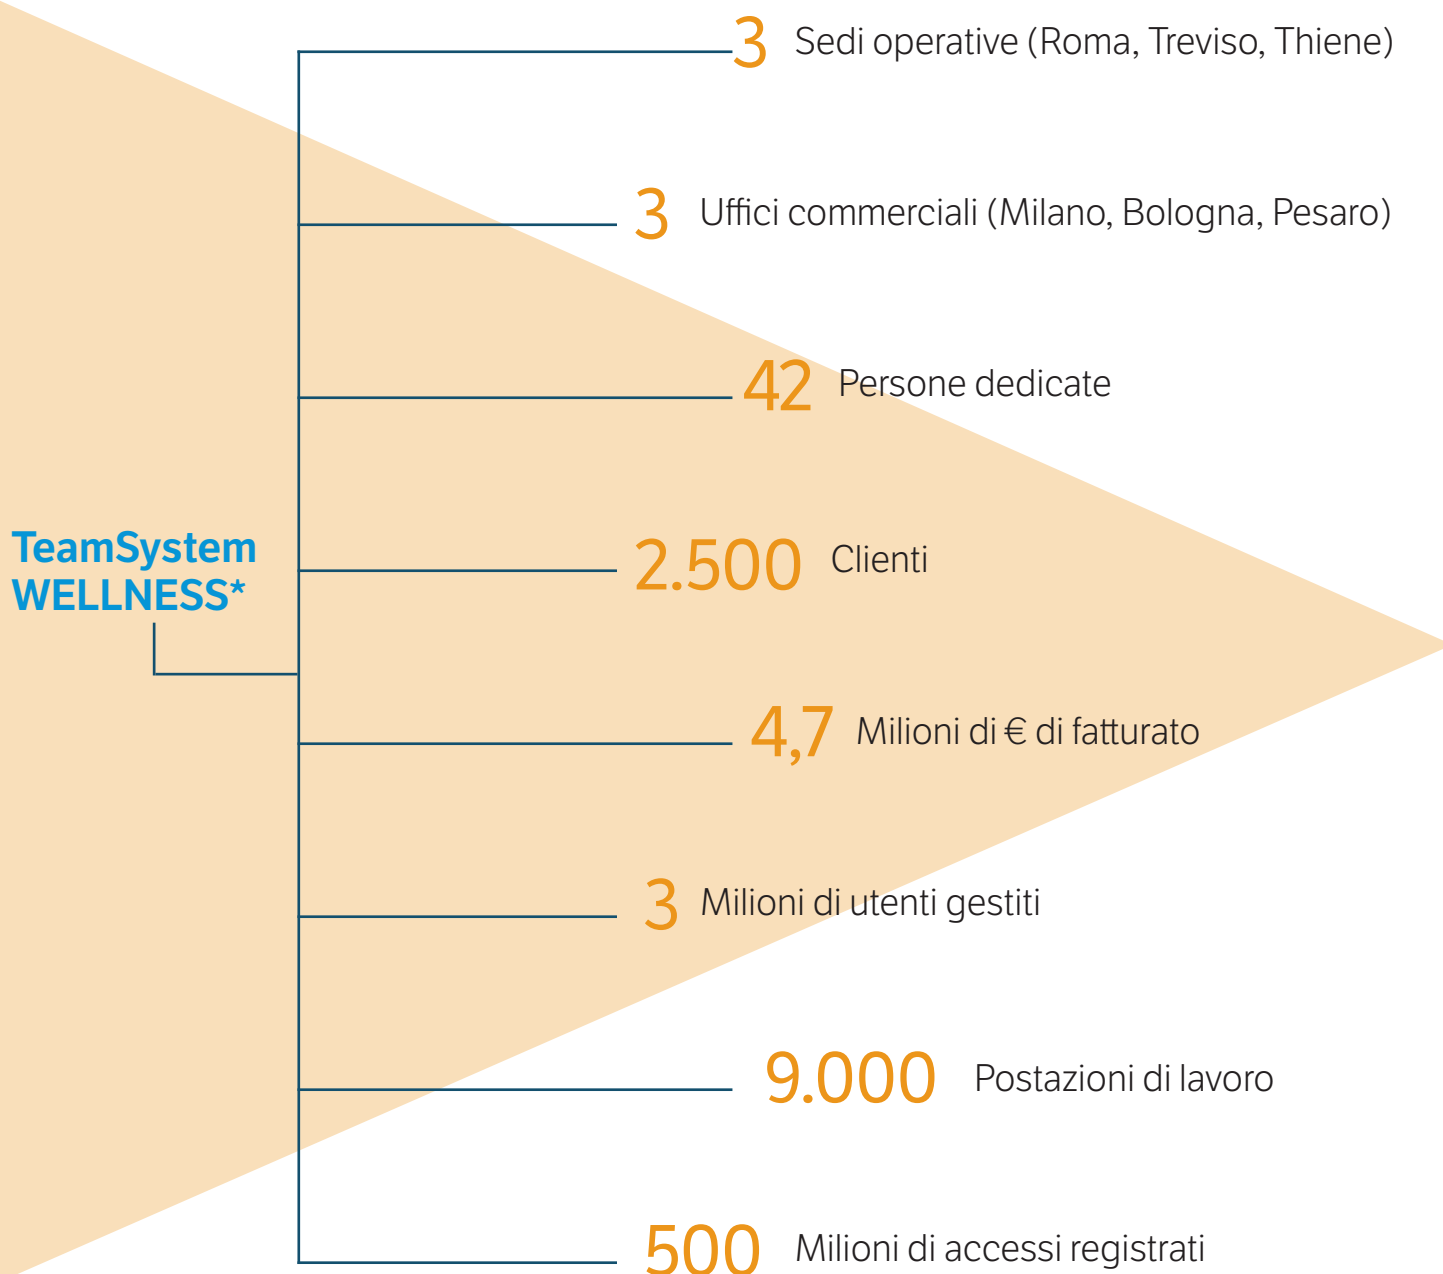 3 Sedi operative (Roma, Treviso, Thiene)
3 Uffici commerciali (Milano, Bologna, Pesaro)
42 Persone dedicate
TeamSystem
WELLNESS*
2.500 Clienti
4,7 Milioni di € di fatturato
3 Milioni di utenti gestiti
9.000 Postazioni di lavoro
500 Milioni di accessi registrati